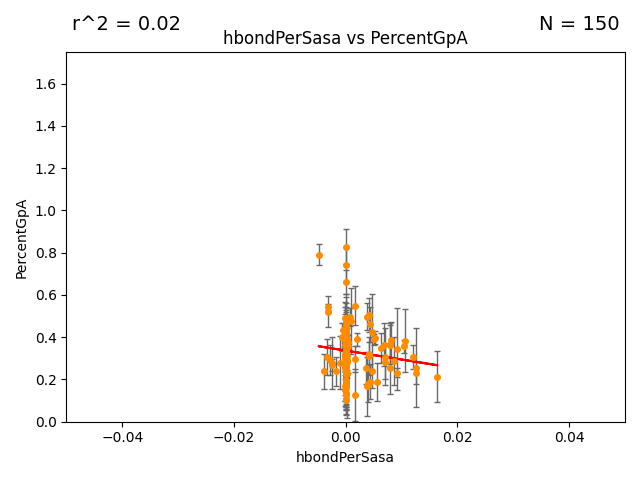 r^2 = 0.02
N = 150
hbondPerSasa vs PercentGpA
PercentGpA
1.6
1.4
1.2
1.0
0.8
0.6
0.4
0.2
0.0
−0.04
−0.02
0.00
0.02
0.04
hbondPerSasa